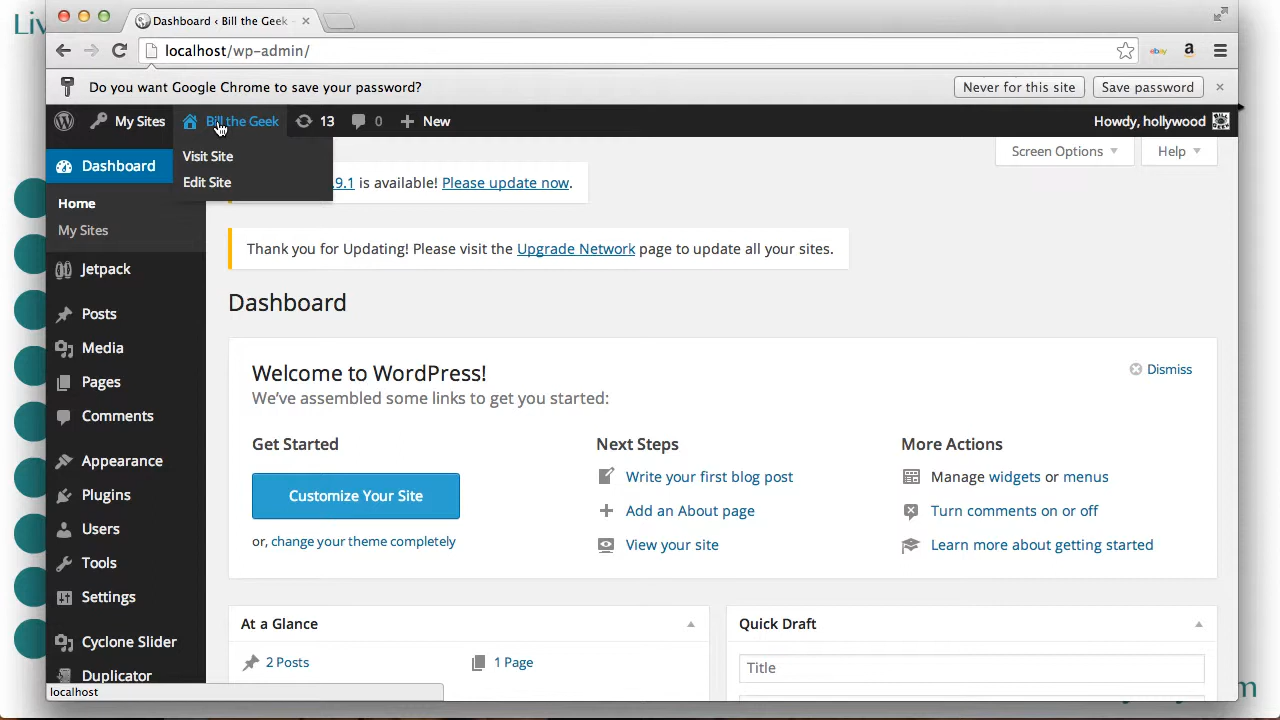 Dashboard ‹ Bill the Geek
localhost/wp-admin/
ebay
a
Do you want Google Chrome to save your password?
Never for this site
Save password
My Sites
Bill the Geek
13
0
New
Howdy, hollywood
Visit Site
Edit Site
Screen Options
Help
Dashboard
Home
My Sites
Jetpack
Posts
Media
Pages
Comments
Appearance
Plugins
Users
Tools
Settings
Cyclone Slider
Duplicator
.9.1 is available! Please update now.
Thank you for Updating! Please visit the Upgrade Network page to update all your sites.
Dashboard
Welcome to WordPress!
We've assembled some links to get you started:
Dismiss
Get Started
Customize Your Site
or, change your theme completely
Next Steps
Write your first blog post
Add an About page
View your site
More Actions
Manage widgets or menus
Turn comments on or off
Learn more about getting started
At a Glance
2 Posts
1 Page
Quick Draft
Title
localhost